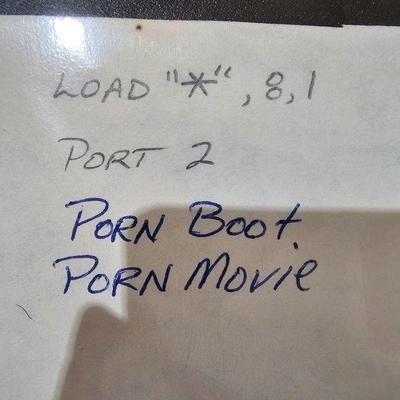 LOAD "*", 8,1
PORT 2
PORN BOOT
PORN MOVIE